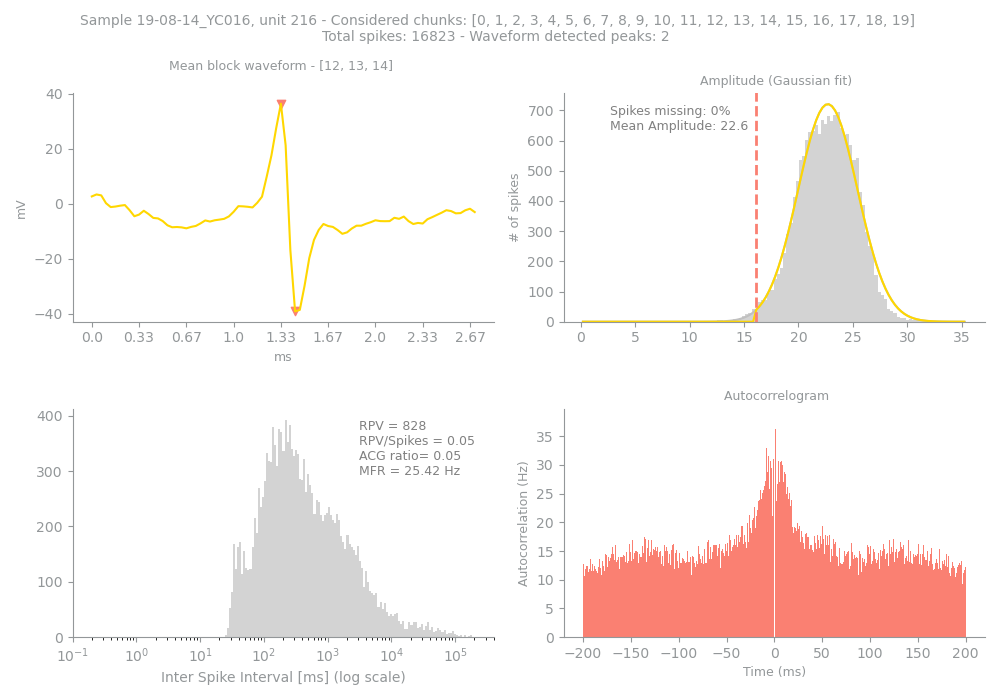 Sample 19-08-14_YC016, unit 216 - Considered chunks: [0, 1, 2, 3, 4, 5, 6, 7, 8, 9, 10, 11, 12, 13, 14, 15, 16, 17, 18, 19]
Total spikes: 16823 - Waveform detected peaks: 2
Mean block waveform - [12, 13, 14]
40
20
0
−20
−40
mV
0.0 0.33 0.67 1.0 1.33 1.67 2.0 2.33 2.67
ms
Amplitude (Gaussian fit)
Spikes missing: 0%
Mean Amplitude: 22.6
700
600
500
400
300
200
100
0
# of spikes
0 5 10 15 20 25 30 35
400
300
200
100
0
RPV = 828
RPV/Spikes = 0.05
ACG ratio= 0.05
MFR = 25.42 Hz
10⁻¹ 10⁰ 10¹ 10² 10³ 10⁴ 10⁵
Inter Spike Interval [ms] (log scale)
Autocorrelogram
35
30
25
20
15
10
5
0
Autocorrelation (Hz)
−200 −150 −100 −50 0 50 100 150 200
Time (ms)